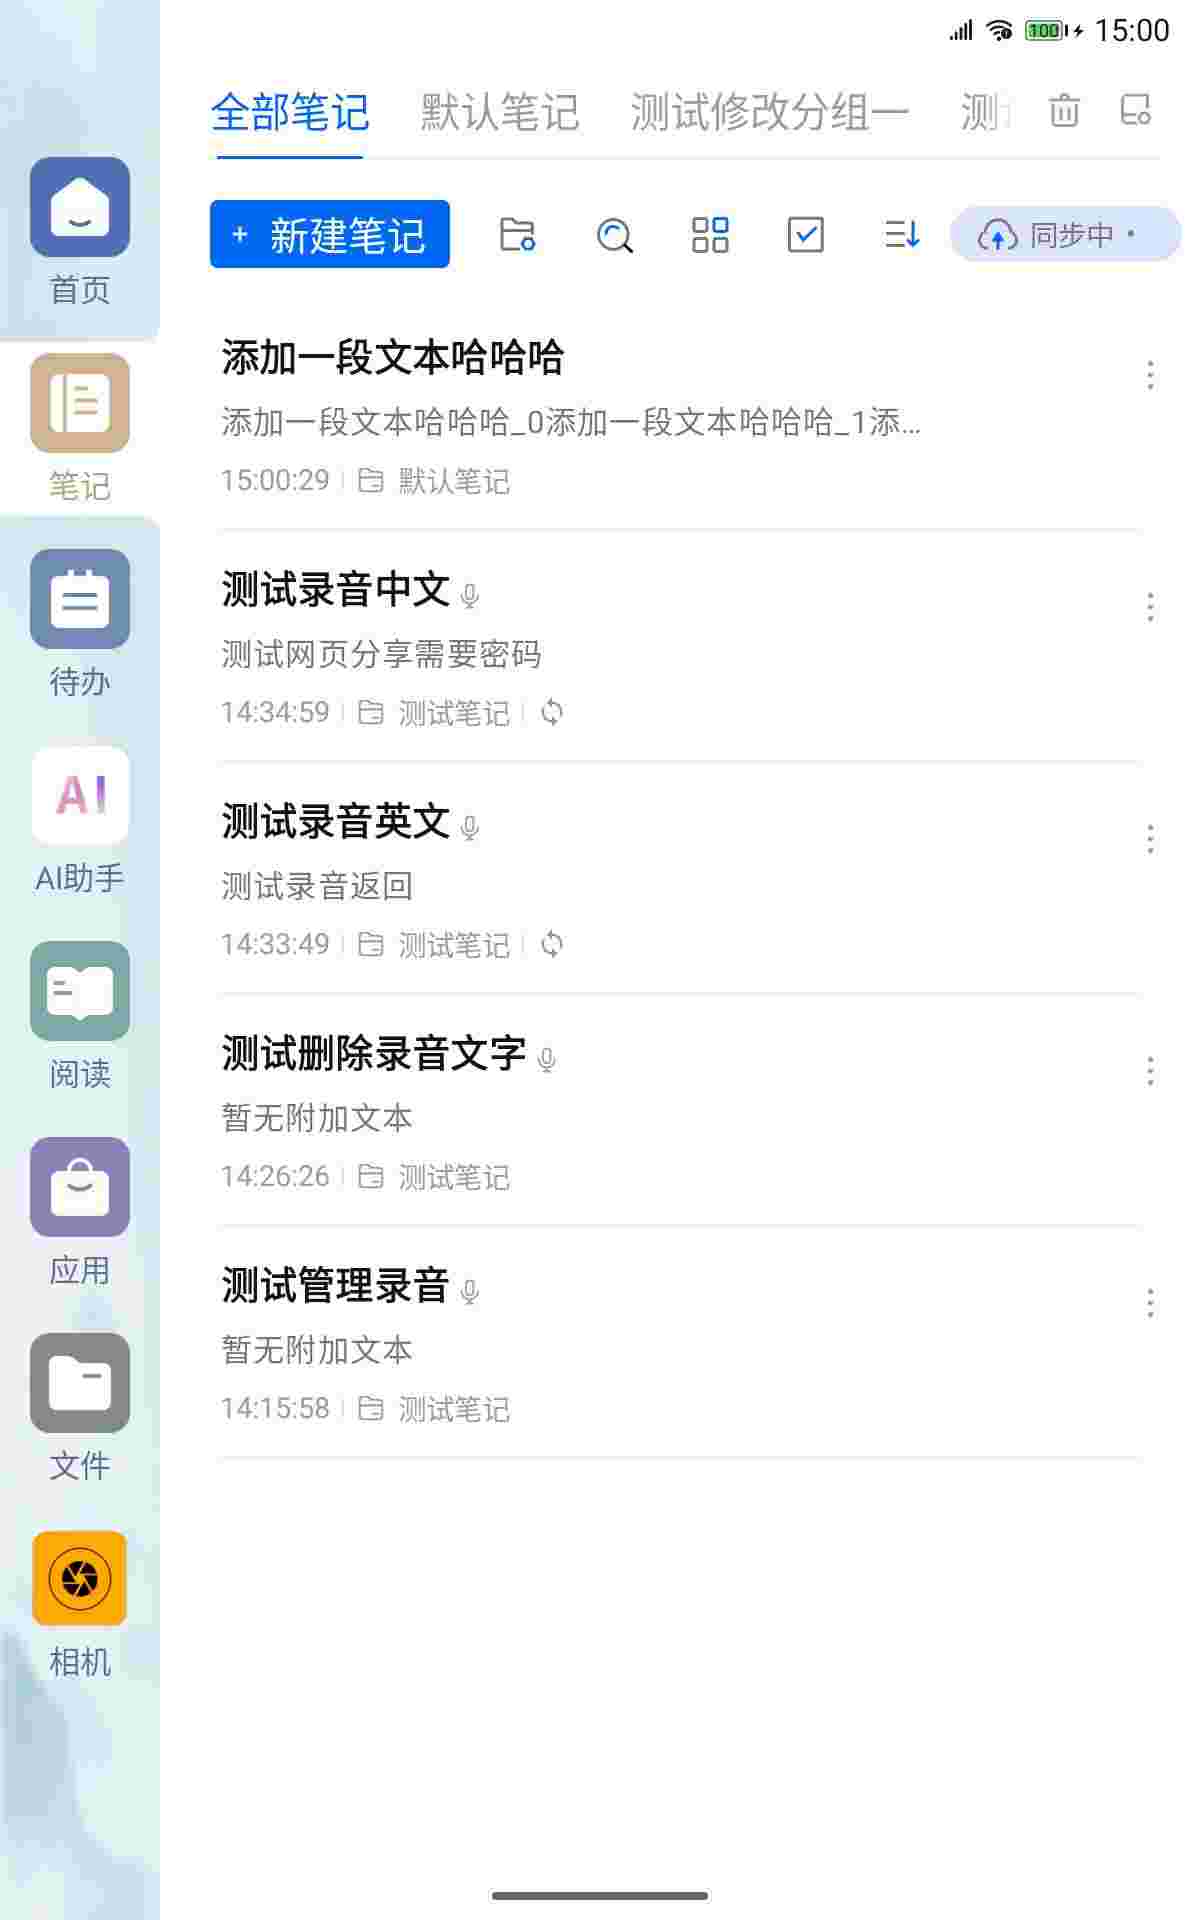 100 15:00
全部笔记 默认笔记 测试修改分组一 测
+ 新建笔记 同步中 ·
首页
笔记
待办
AI
AI助手
阅读
应用
文件
相机
添加一段文本哈哈哈
添加一段文本哈哈哈_0添加一段文本哈哈哈_1添...
15:00:29 默认笔记
测试录音中文
测试网页分享需要密码
14:34:59 测试笔记
测试录音英文
测试录音返回
14:33:49 测试笔记
测试删除录音文字
暂无附加文本
14:26:26 测试笔记
测试管理录音
暂无附加文本
14:15:58 测试笔记